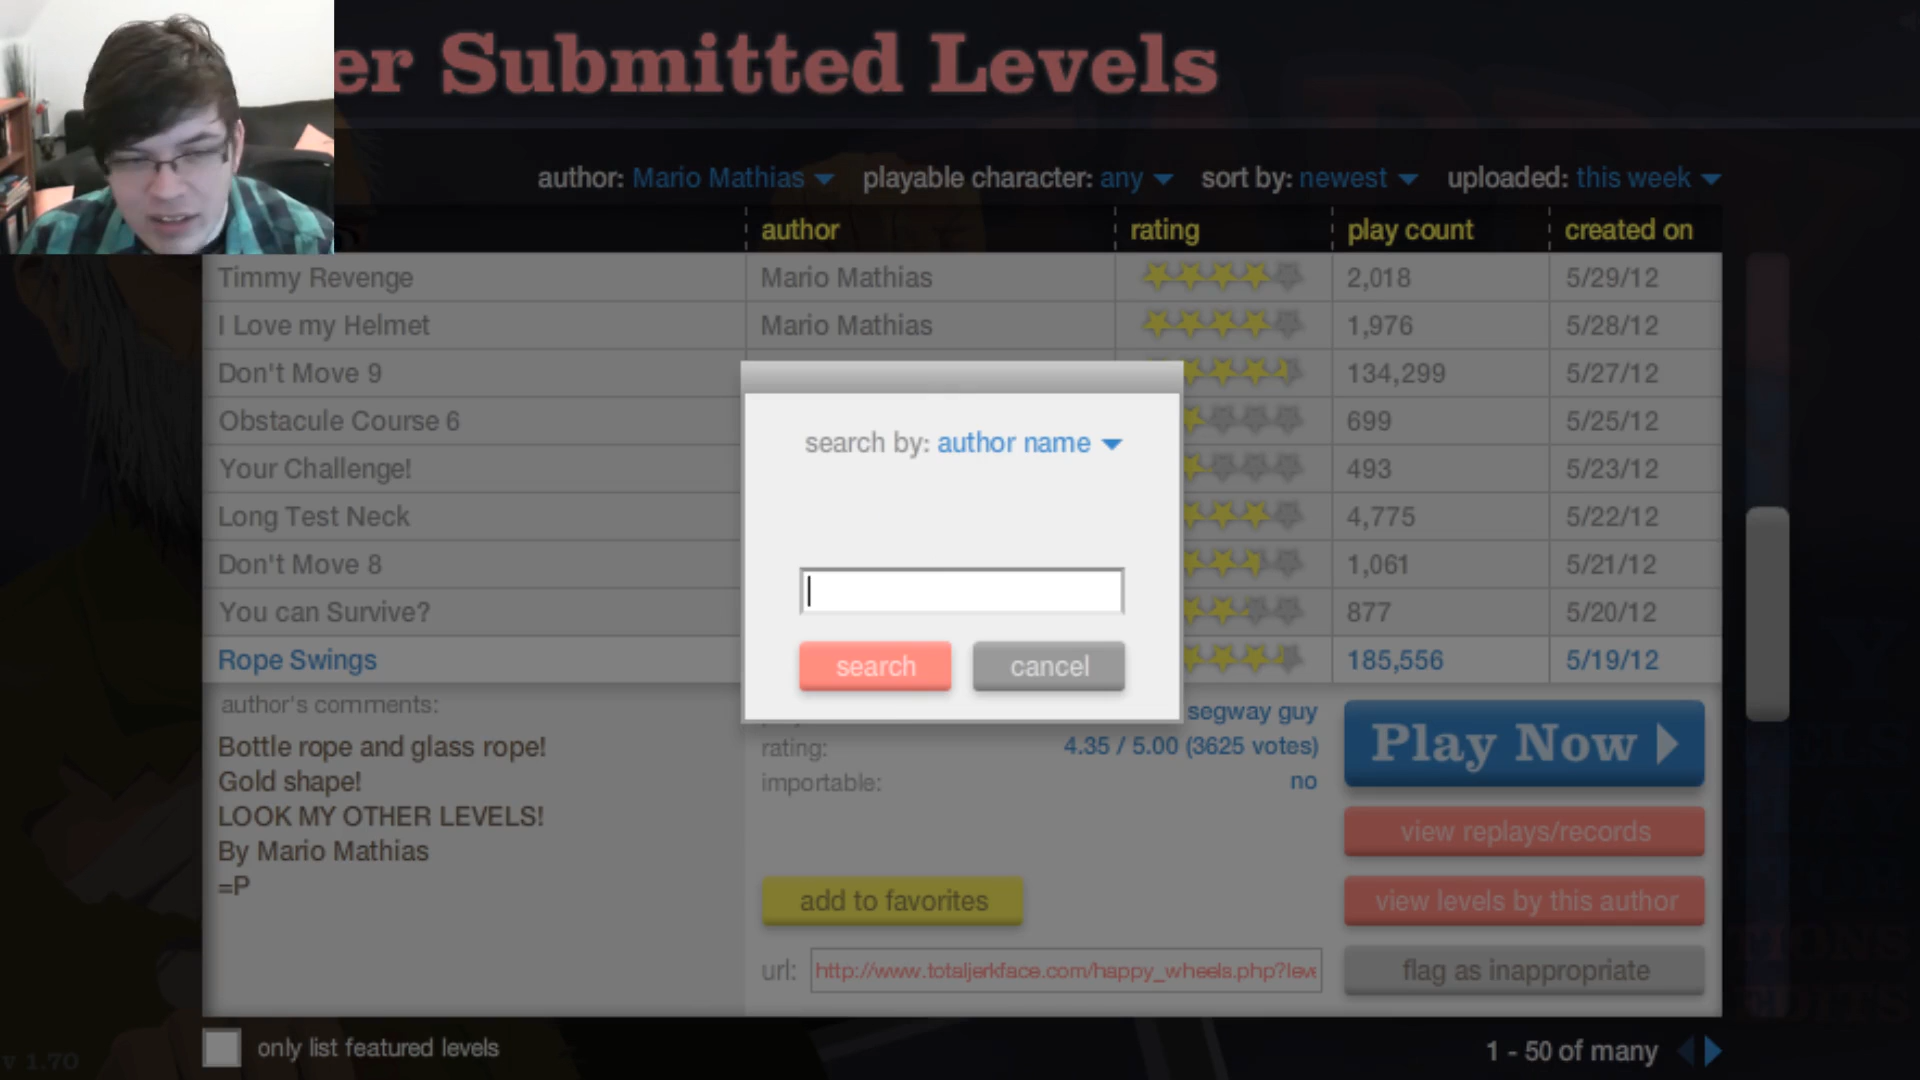 er Submitted Levels
author: Mario Mathias playable character: any sort by: newest uploaded: this week
author rating play count created on
Timmy Revenge Mario Mathias 2,018 5/29/12
I Love my Helmet Mario Mathias 1,976 5/28/12
Don't Move 9 134,299 5/27/12
Obstacule Course 6 699 5/25/12
Your Challenge! 493 5/23/12
Long Test Neck 4,775 5/22/12
Don't Move 8 1,061 5/21/12
You can Survive? 877 5/20/12
Rope Swings 185,556 5/19/12
search by: author name
search cancel
author's comments:
Bottle rope and glass rope!
Gold shape!
LOOK MY OTHER LEVELS!
By Mario Mathias
=P
segway guy
rating: 4.35 / 5.00 (3625 votes)
importable: no
add to favorites
url: http://www.totaljerkface.com/happy_wheels.php?leve
Play Now
view replays/records
view levels by this author
flag as inappropriate
only list featured levels
1 - 50 of many
v 1.70